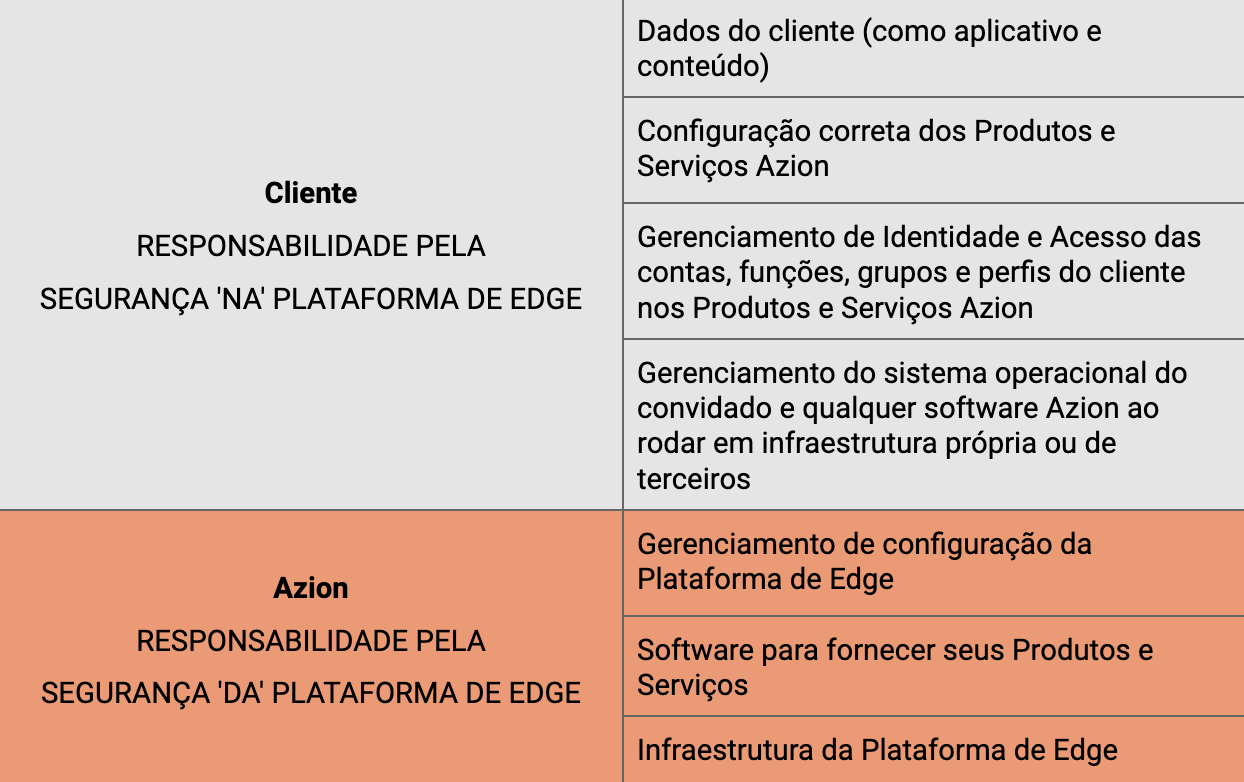 Cliente
RESPONSABILIDADE PELA
SEGURANÇA 'NA' PLATAFORMA DE EDGE
Dados do cliente (como aplicativo e
conteúdo)
Configuração correta dos Produtos e
Serviços Azion
Gerenciamento de Identidade e Acesso das
contas, funções, grupos e perfis do cliente
nos Produtos e Serviços Azion
Gerenciamento do sistema operacional do
convidado e qualquer software Azion ao
rodar em infraestrutura própria ou de
terceiros
Azion
RESPONSABILIDADE PELA
SEGURANÇA 'DA' PLATAFORMA DE EDGE
Gerenciamento de configuração da
Plataforma de Edge
Software para fornecer seus Produtos e
Serviços
Infraestrutura da Plataforma de Edge